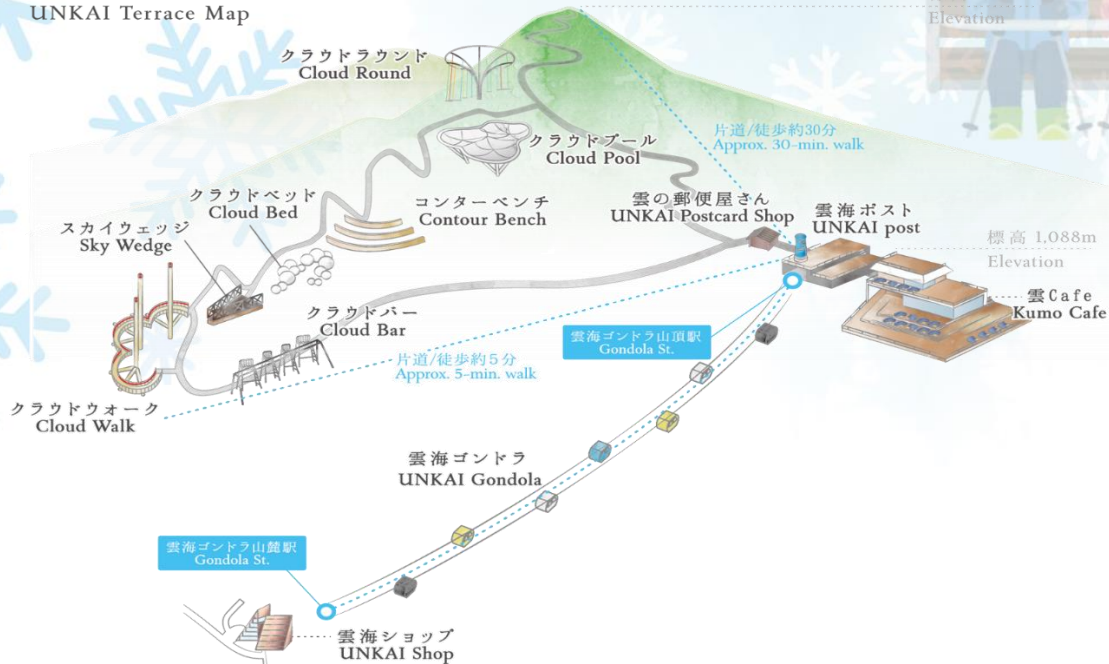 UNKAI Terrace Map
Elevation
クラウドラウンド
Cloud Round
片道/徒歩約30分
Approx. 30-min. walk
クラウドプール
Cloud Pool
クラウドベッド
Cloud Bed
コンターベンチ
Contour Bench
雲の郵便屋さん
UNKAI Postcard Shop
雲海ポスト
UNKAI post
スカイウェッジ
Sky Wedge
標高 1,088m
Elevation
雲Cafe
Kumo Cafe
クラウドバー
Cloud Bar
雲海ゴンドラ山頂駅
Gondola St.
片道/徒歩約5分
Approx. 5-min. walk
クラウドウォーク
Cloud Walk
雲海ゴンドラ
UNKAI Gondola
雲海ゴンドラ山麓駅
Gondola St.
雲海ショップ
UNKAI Shop